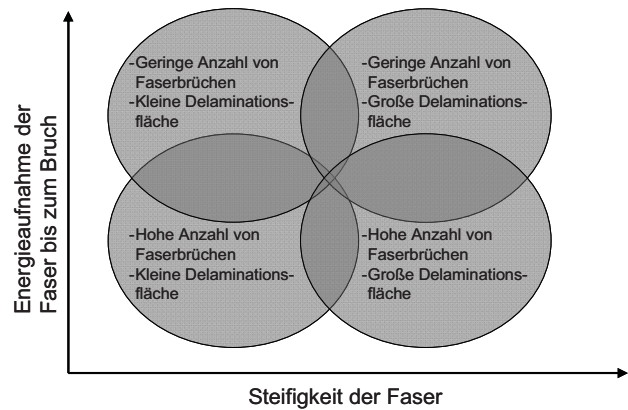 Energieaufnahme der
Faser bis zum Bruch
-Geringe Anzahl von
Faserbrüchen
-Kleine Delaminations-
fläche
-Geringe Anzahl von
Faserbrüchen
-Große Delaminations-
fläche
-Hohe Anzahl von
Faserbrüchen
-Kleine Delaminations-
fläche
-Hohe Anzahl von
Faserbrüchen
-Große Delaminations-
fläche
Steifigkeit der Faser